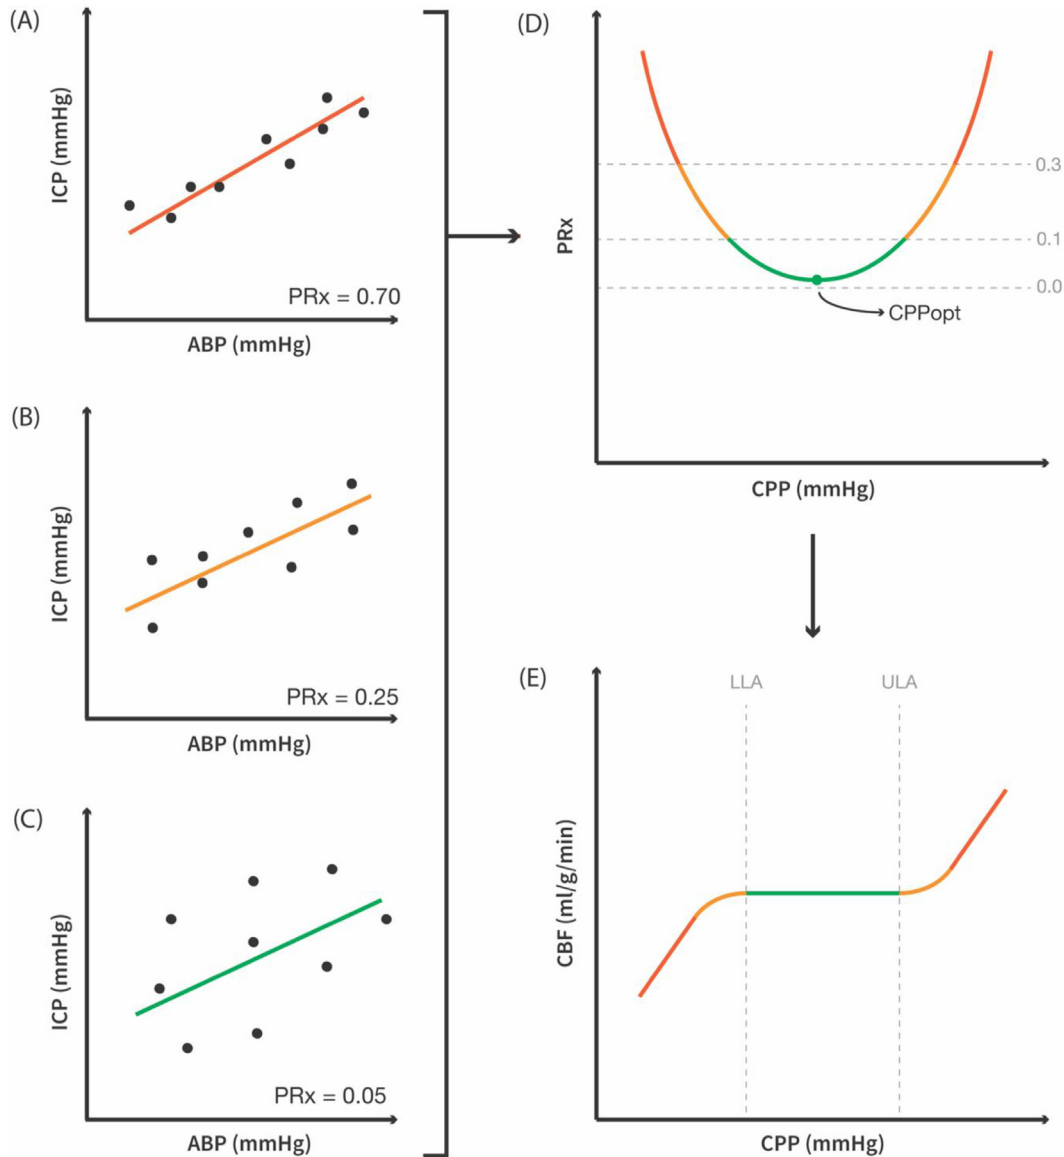 (A)
ICP (mmHg)
PRx = 0.70
ABP (mmHg)
(B)
ICP (mmHg)
PRx = 0.25
ABP (mmHg)
(C)
ICP (mmHg)
PRx = 0.05
ABP (mmHg)
(D)
PRx
0.3
0.1
0.0
CPPopt
CPP (mmHg)
(E)
LLA
ULA
CBF (ml/g/min)
CPP (mmHg)